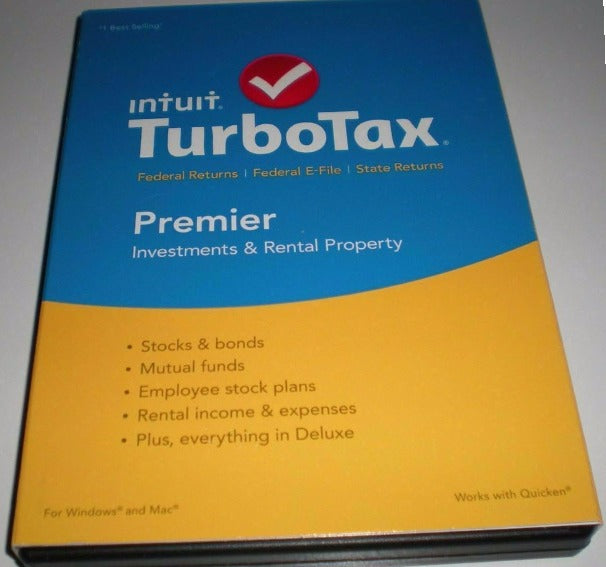 #1 Best Selling!
intuit®
TurboTax®
Federal Returns | Federal E-File | State Returns
Premier
Investments & Rental Property
• Stocks & bonds
• Mutual funds
• Employee stock plans
• Rental income & expenses
• Plus, everything in Deluxe
Works with Quicken®
For Windows® and Mac®